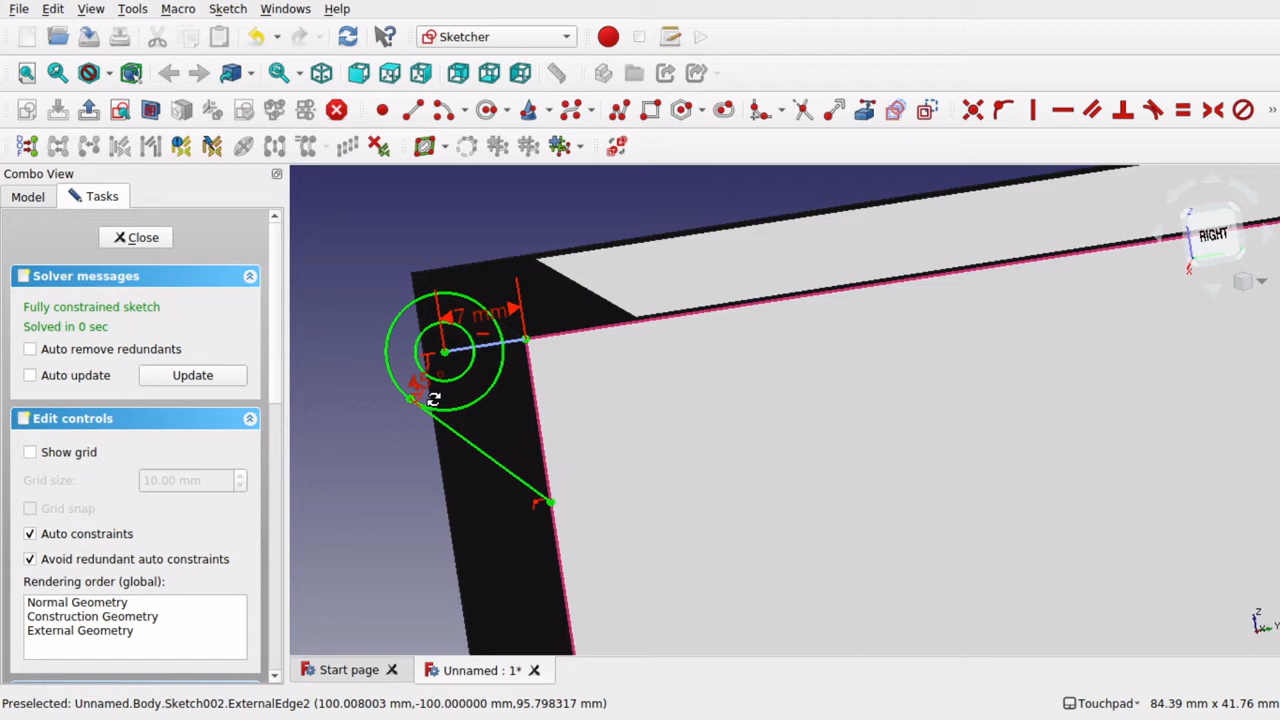 File Edit View Tools Macro Sketch Windows Help
Sketcher
Combo View
Model Tasks
Close
Solver messages
Fully constrained sketch
Solved in 0 sec
Auto remove redundants
Auto update Update
Edit controls
Show grid
Grid size: 10.00 mm
Grid snap
Auto constraints
Avoid redundant auto constraints
Rendering order (global):
Normal Geometry
Construction Geometry
External Geometry
7 mm
45 °
RIGHT
Z
Z
Start page Unnamed : 1*
Preselected: Unnamed.Body.Sketch002.ExternalEdge2 (100.008003 mm,-100.000000 mm,95.798317 mm) Touchpad 84.39 mm x 41.76 mm